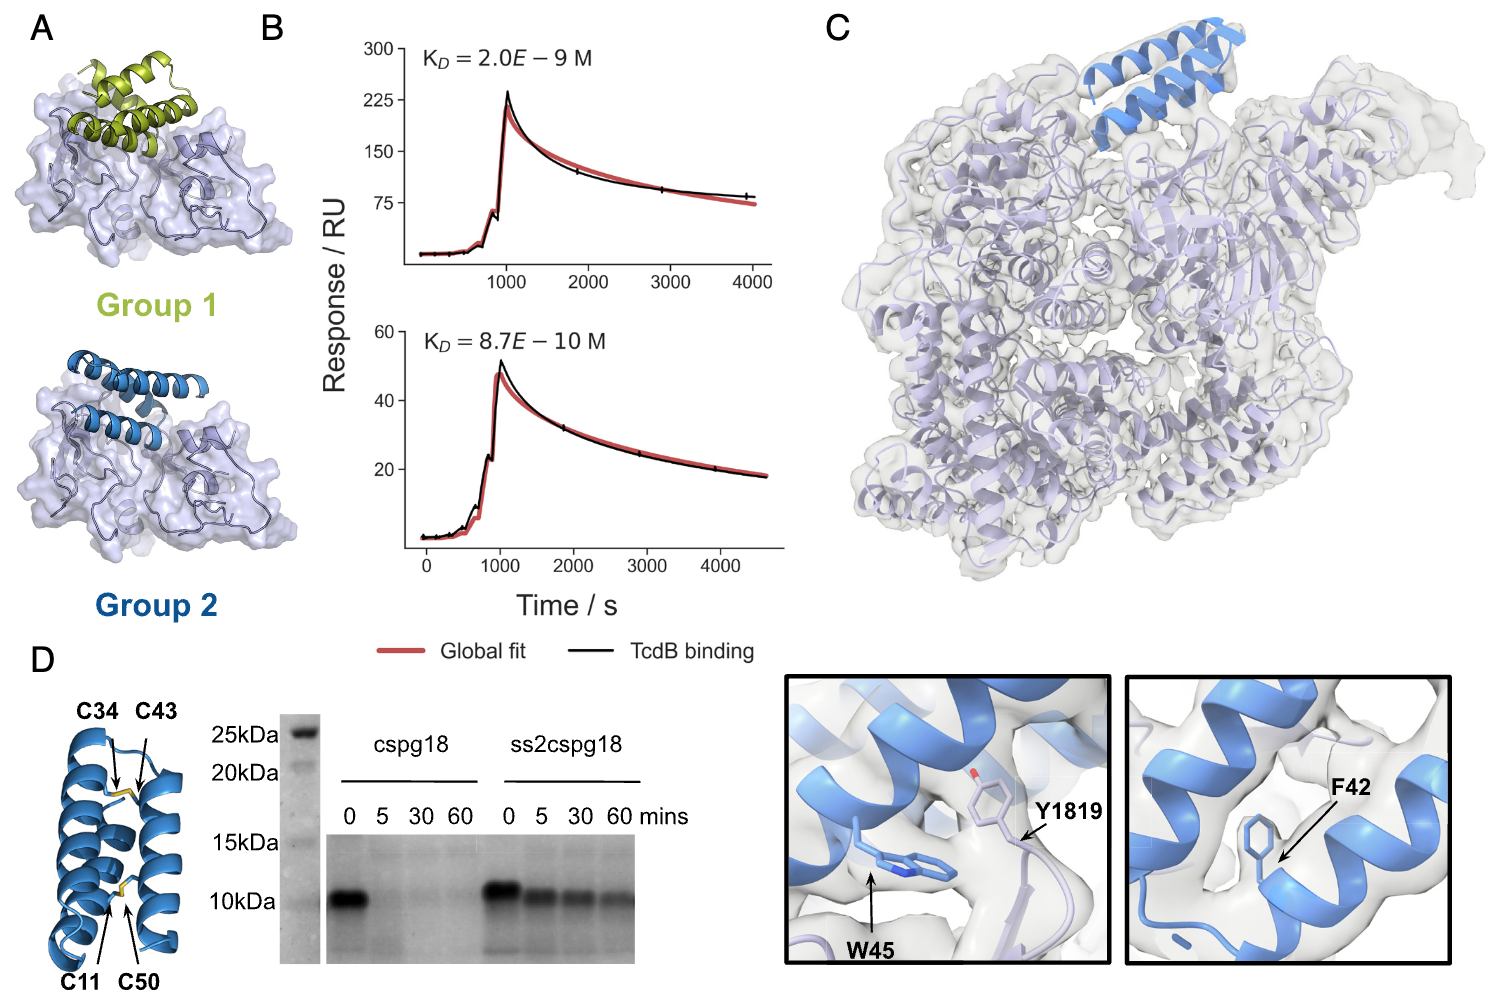 A
B
C
Group 1
Group 2
Response / RU
300
225
150
75
K_D = 2.0E − 9 M
1000
2000
3000
4000
60
40
20
K_D = 8.7E − 10 M
0
1000
2000
3000
4000
Time / s
Global fit
TcdB binding
D
C34 C43
C11 C50
25kDa
20kDa
15kDa
10kDa
cspg18
ss2cspg18
0 5 30 60 0 5 30 60 mins
Y1819
W45
F42